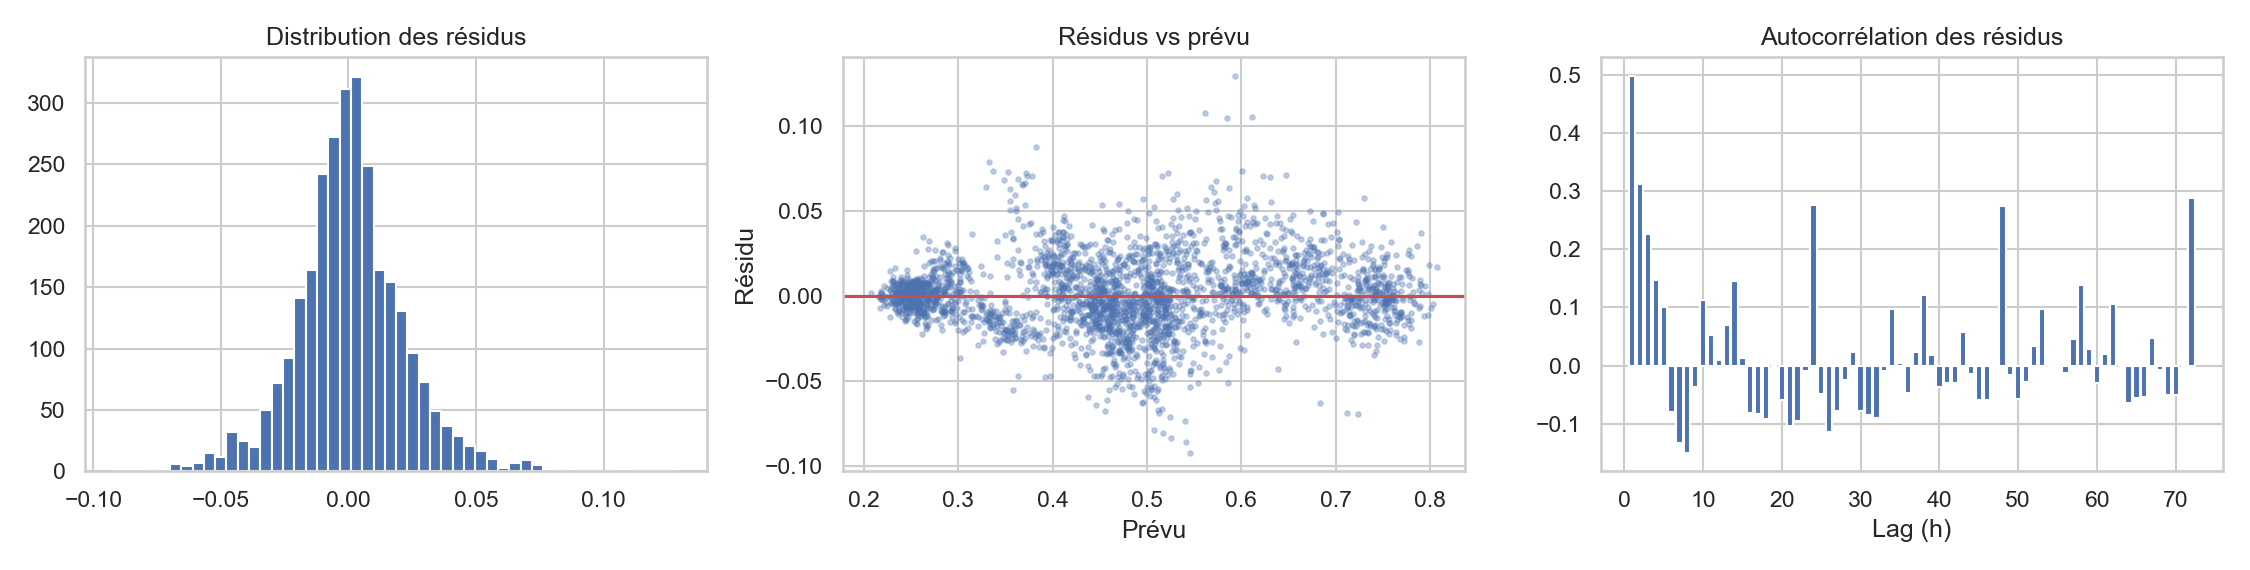 Distribution des résidus
300
250
200
150
100
50
0
−0.10 −0.05 0.00 0.05 0.10
Résidus vs prévu
Résidu
0.10
0.05
0.00
−0.05
−0.10
0.2 0.3 0.4 0.5 0.6 0.7 0.8
Prévu
Autocorrélation des résidus
0.5
0.4
0.3
0.2
0.1
0.0
−0.1
0 10 20 30 40 50 60 70
Lag (h)